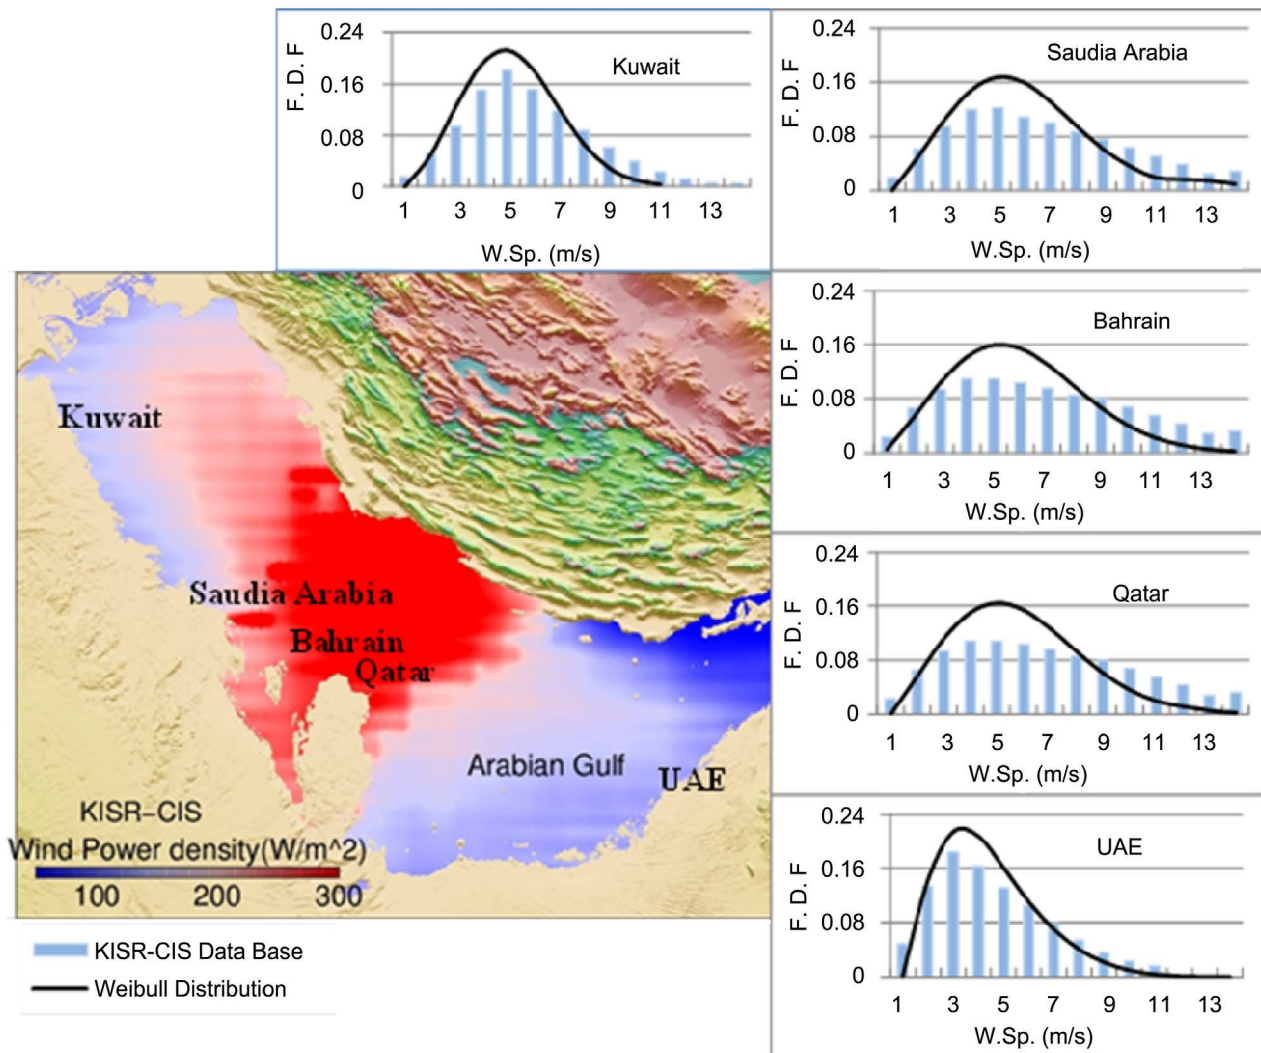 0.24
0.16
0.08
0
F. D. F
Kuwait
1 3 5 7 9 11 13
W.Sp. (m/s)
0.24
0.16
0.08
0
F. D. F
Saudia Arabia
1 3 5 7 9 11 13
W.Sp. (m/s)
0.24
0.16
0.08
0
F. D. F
Bahrain
1 3 5 7 9 11 13
W.Sp. (m/s)
0.24
0.16
0.08
0
F. D. F
Qatar
1 3 5 7 9 11 13
W.Sp. (m/s)
0.24
0.16
0.08
0
F. D. F
UAE
1 3 5 7 9 11 13
W.Sp. (m/s)
Kuwait
Saudia Arabia
Bahrain
Qatar
Arabian Gulf
UAE
KISR-CIS
Wind Power density(W/m^2)
100 200 300
KISR-CIS Data Base
Weibull Distribution